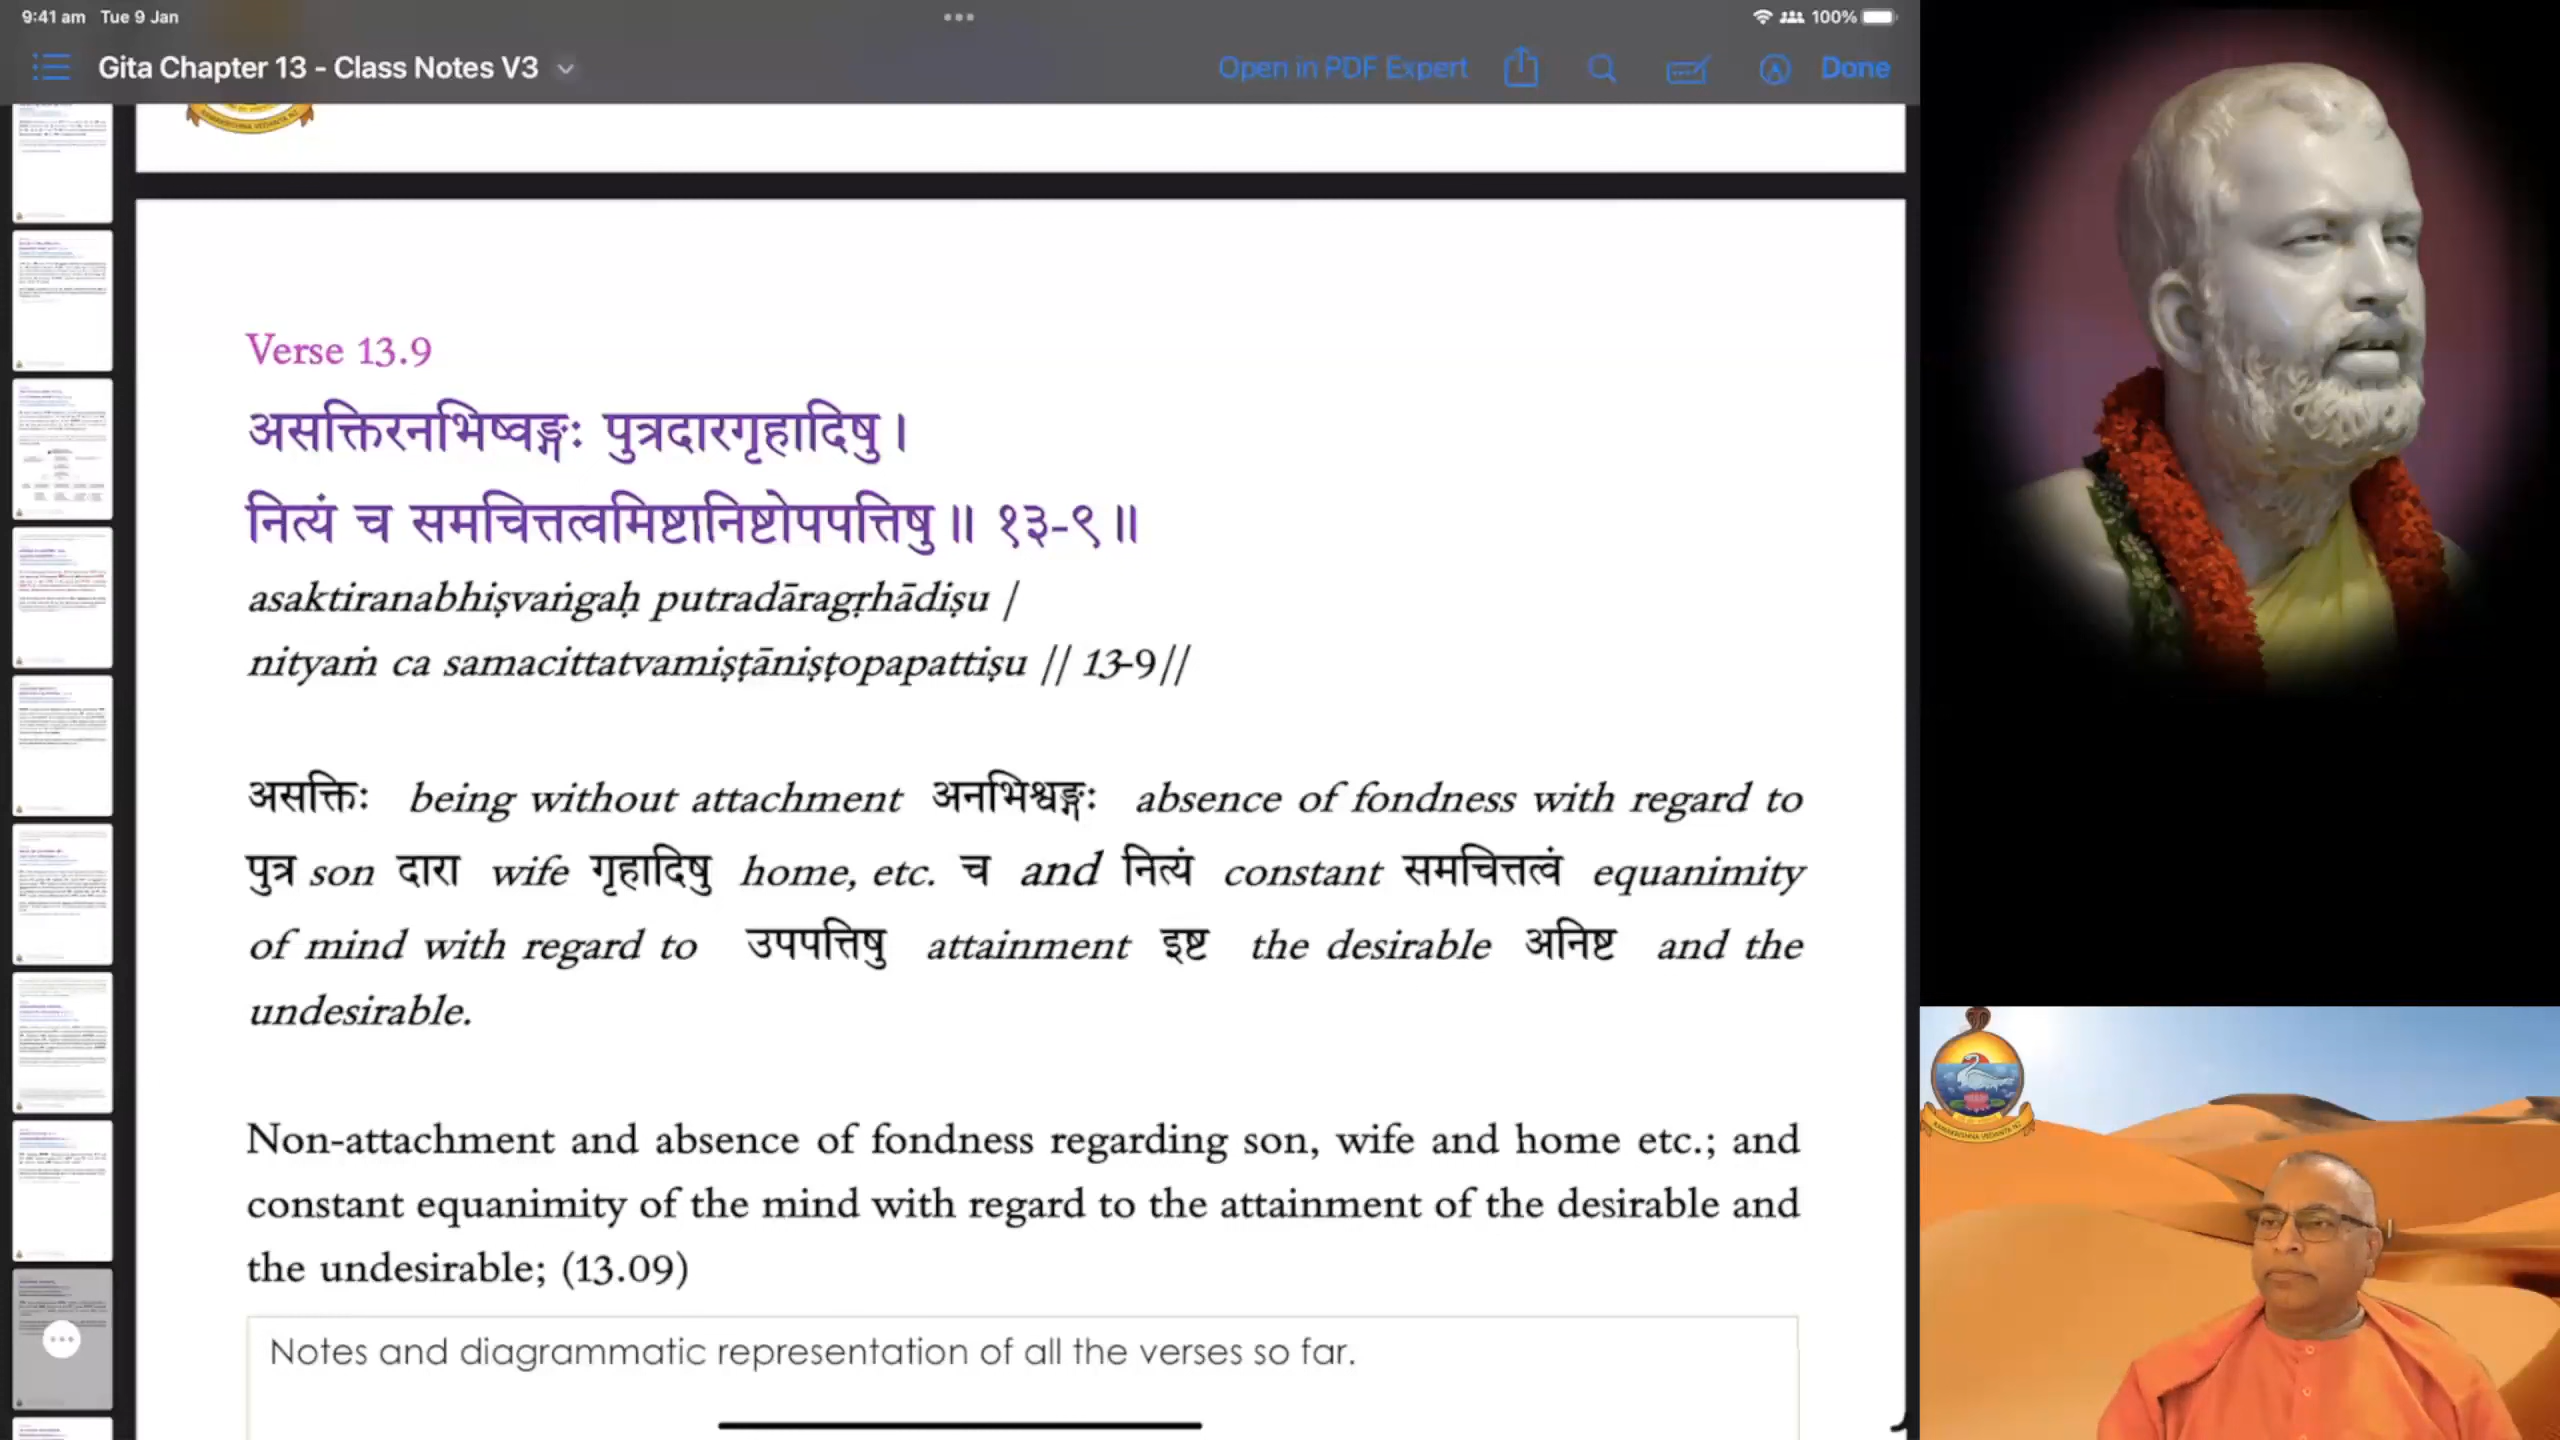 9:41 am Tue 9 Jan
100%
Gita Chapter 13 - Class Notes V3
Open in PDF Expert
Done
RAMAKRISHNA VEDANTA NZ
Verse 13.9
असक्तिरनभिष्वङ्गः पुत्रदारगृहादिषु ।
नित्यं च समचित्तत्वमिष्टानिष्टोपपत्तिषु ॥ १३-९ ॥
asaktiranabhiṣvaṅgaḥ putradāragṛhādiṣu /
nityaṁ ca samacittatvamiṣṭāniṣṭopapattiṣu // 13-9//
असक्तिः being without attachment अनभिश्वङ्गः absence of fondness with regard to
पुत्र son दारा wife गृहादिषु home, etc. च and नित्यं constant समचित्तत्वं equanimity
of mind with regard to उपपत्तिषु attainment इष्ट the desirable अनिष्ट and the
undesirable.
Non-attachment and absence of fondness regarding son, wife and home etc.; and
constant equanimity of the mind with regard to the attainment of the desirable and
the undesirable; (13.09)
Notes and diagrammatic representation of all the verses so far.
RAMAKRISHNA VEDANTA NZ